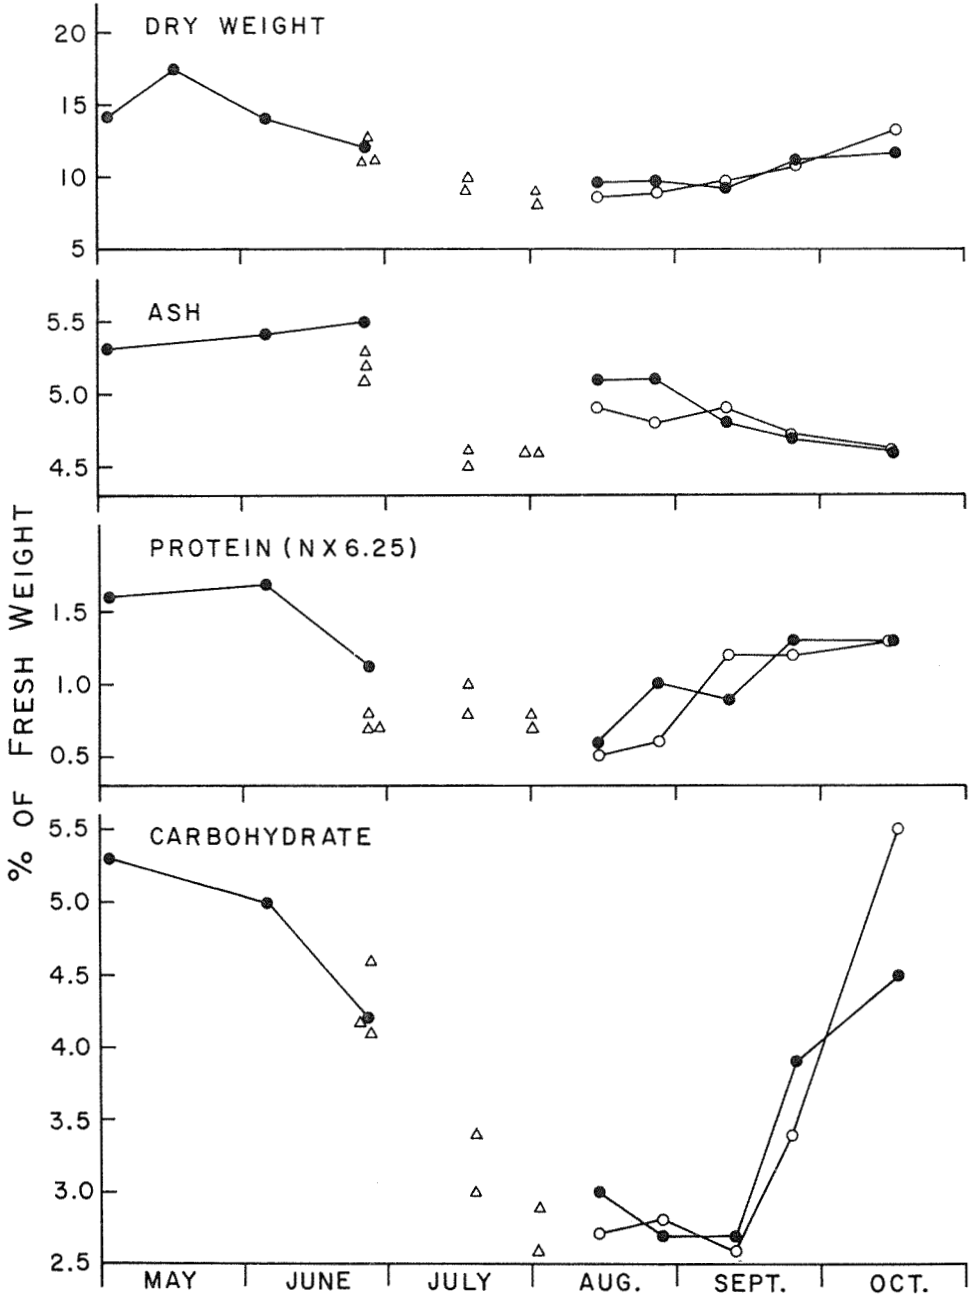 DRY WEIGHT
20
15
10
5
ASH
5.5
5.0
4.5
PROTEIN (N X 6.25)
1.5
1.0
0.5
% OF FRESH WEIGHT
CARBOHYDRATE
5.5
5.0
4.5
4.0
3.5
3.0
2.5
MAY JUNE JULY AUG. SEPT. OCT.